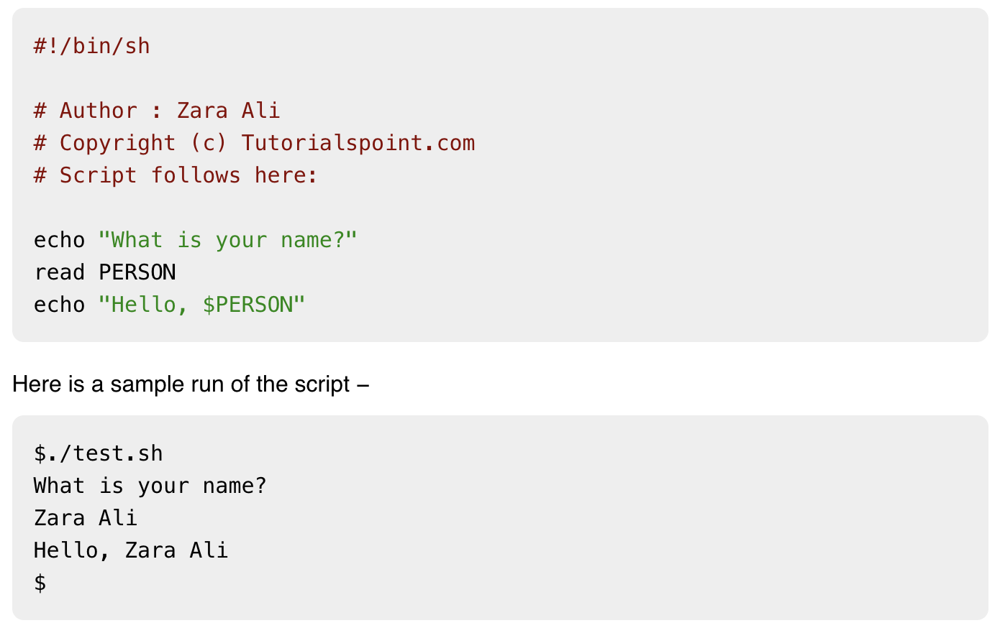 #!/bin/sh
# Author : Zara Ali
# Copyright (c) Tutorialspoint.com
# Script follows here:
echo "What is your name?"
read PERSON
echo "Hello, $PERSON"
Here is a sample run of the script –
$./test.sh
What is your name?
Zara Ali
Hello, Zara Ali
$